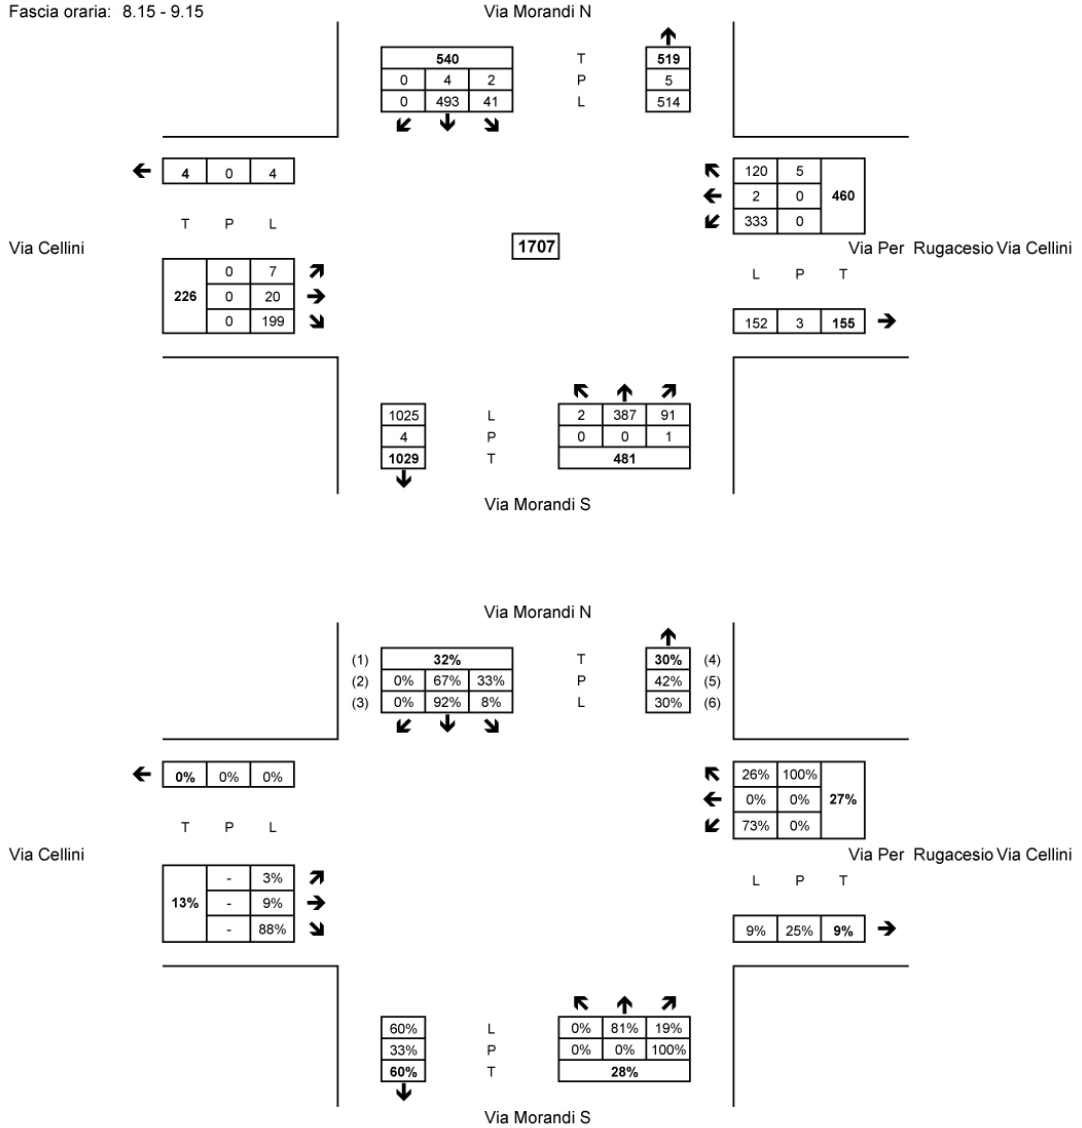 Fascia oraria: 8.15 - 9.15
Via Morandi N
540 T 519
0 4 2 P 5
0 493 41 L 514
4 0 4
T P L
120 5
2 0 460
333 0
Via Cellini
1707
Via Per Rugacesio Via Cellini
0 7
226 0 20
0 199
L P T
152 3 155
1025 L 2 387 91
4 P 0 0 1
1029 T 481
Via Morandi S
Via Morandi N
(1) 32% T 30% (4)
(2) 0% 67% 33% P 42% (5)
(3) 0% 92% 8% L 30% (6)
0% 0% 0%
T P L
26% 100%
0% 0% 27%
73% 0%
Via Cellini
Via Per Rugacesio Via Cellini
- 3%
13% - 9%
- 88%
L P T
9% 25% 9%
60% L 0% 81% 19%
33% P 0% 0% 100%
60% T 28%
Via Morandi S